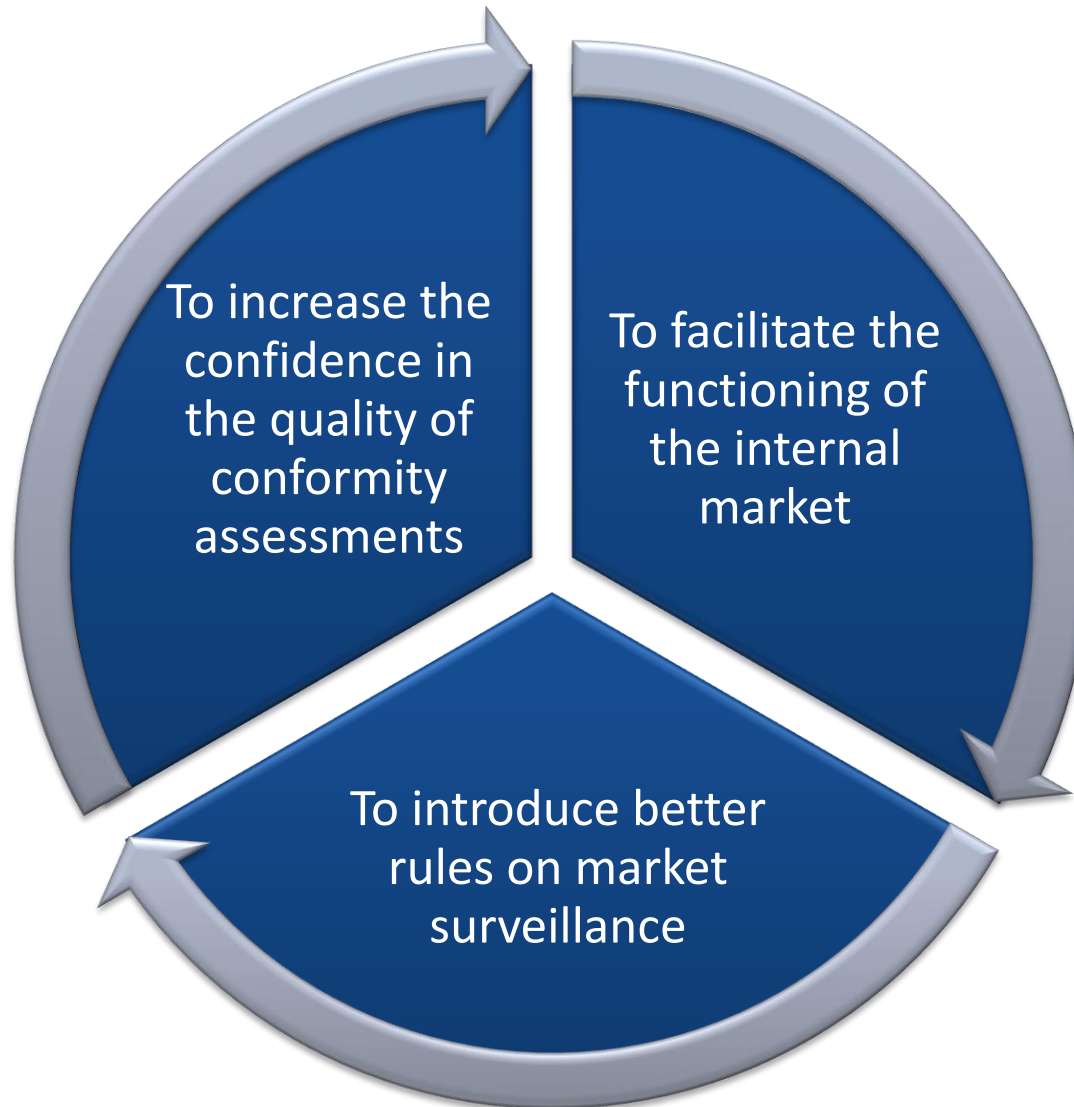 To increase the
confidence in
the quality of
conformity
assessments
To facilitate the
functioning of
the internal
market
To introduce better
rules on market
surveillance